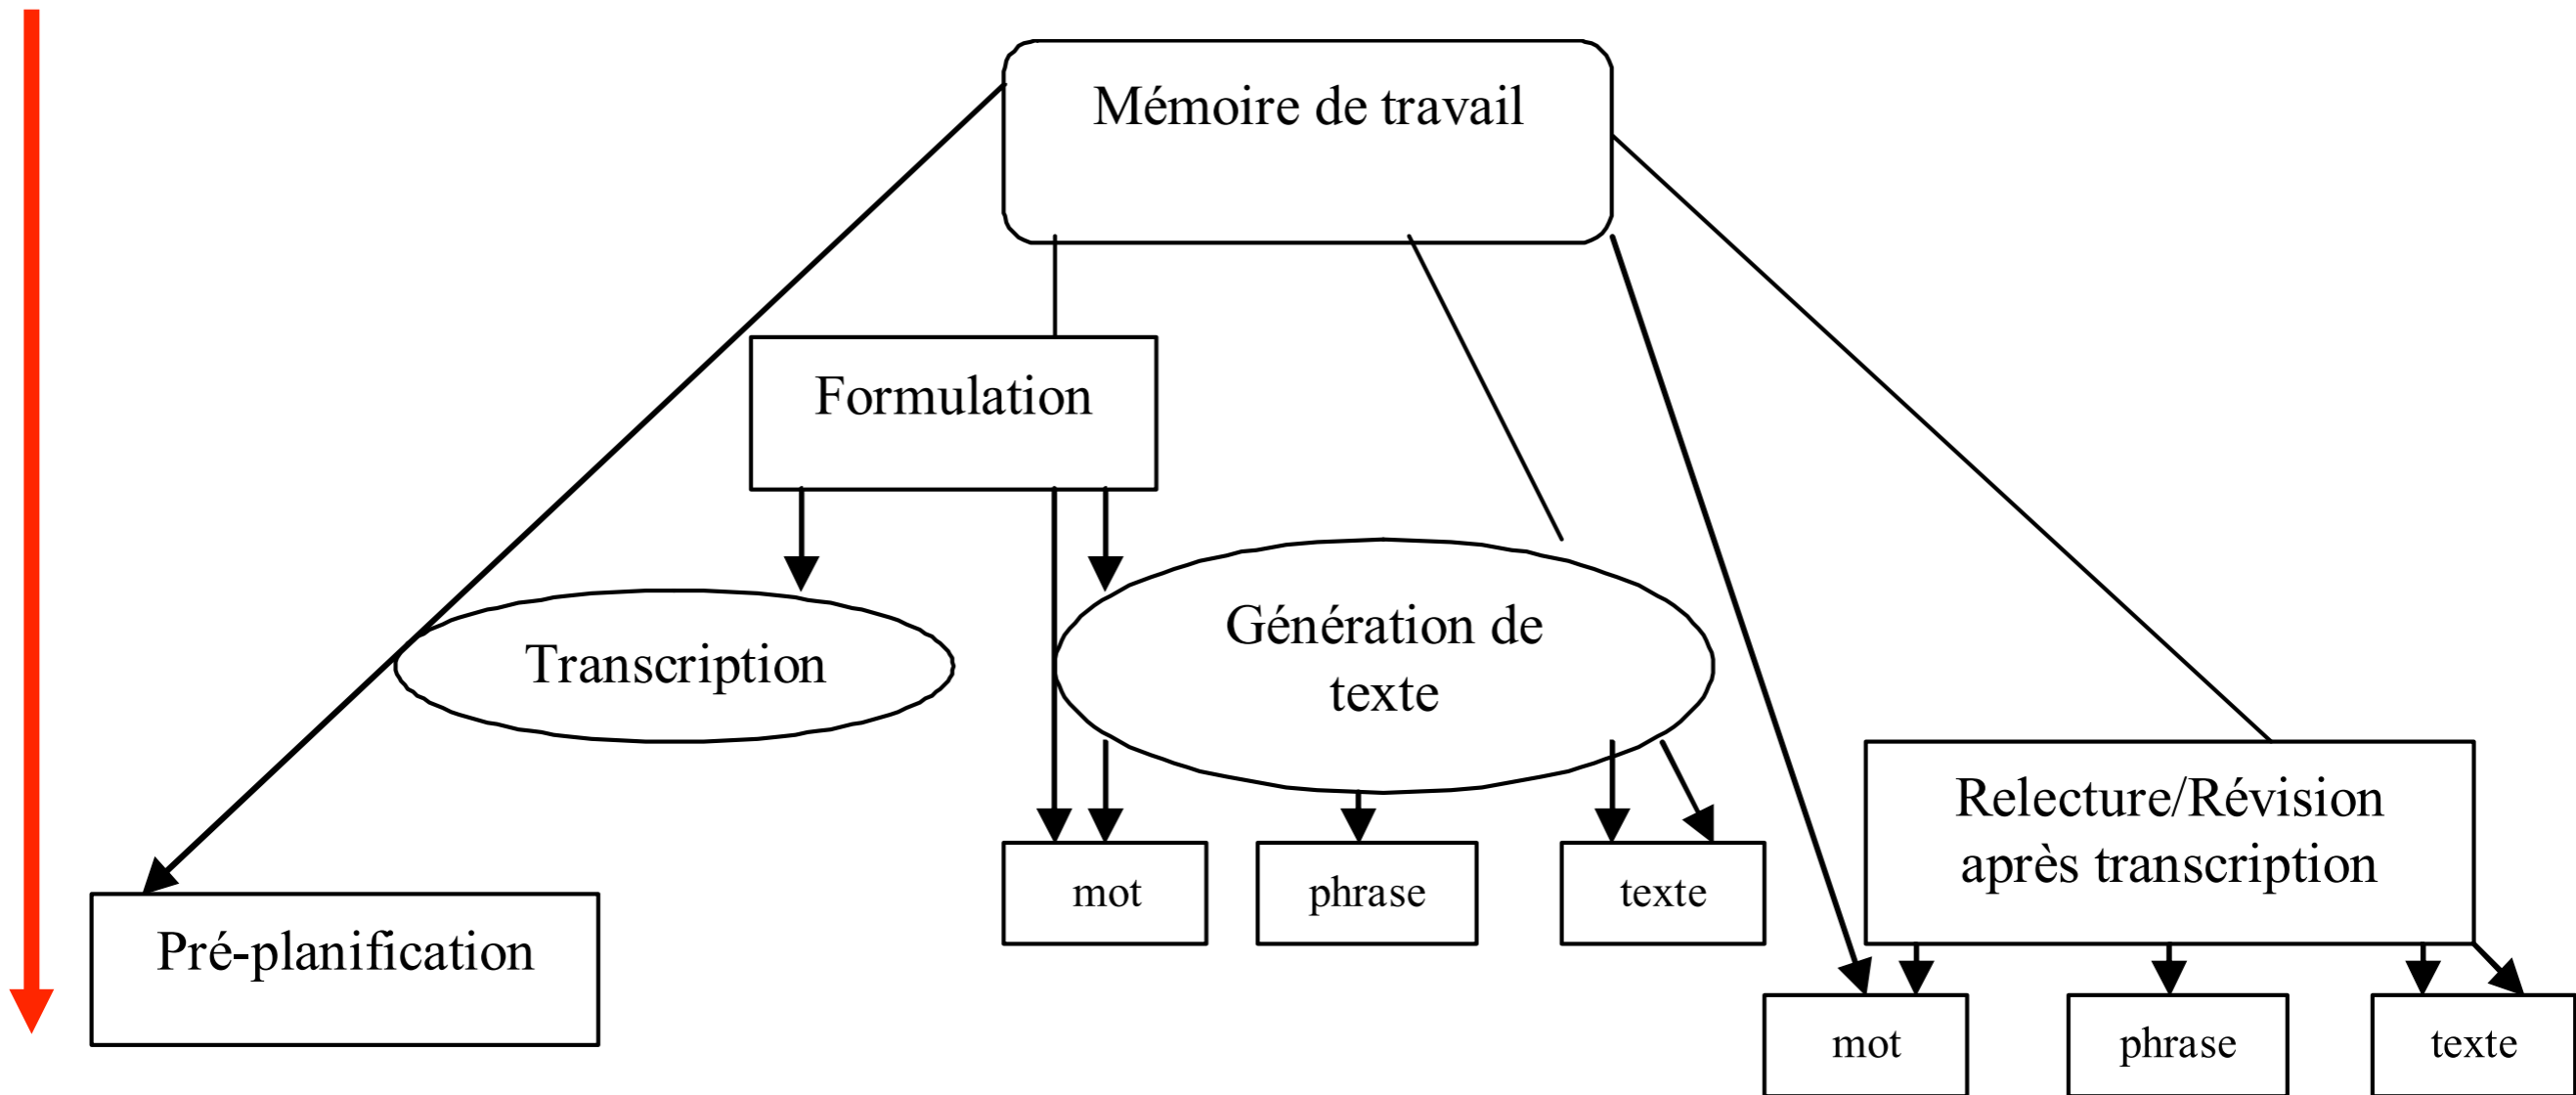 Mémoire de travail
Formulation
Transcription
Génération de
texte
Relecture/Révision
après transcription
mot
phrase
texte
Pré-planification
mot
phrase
texte